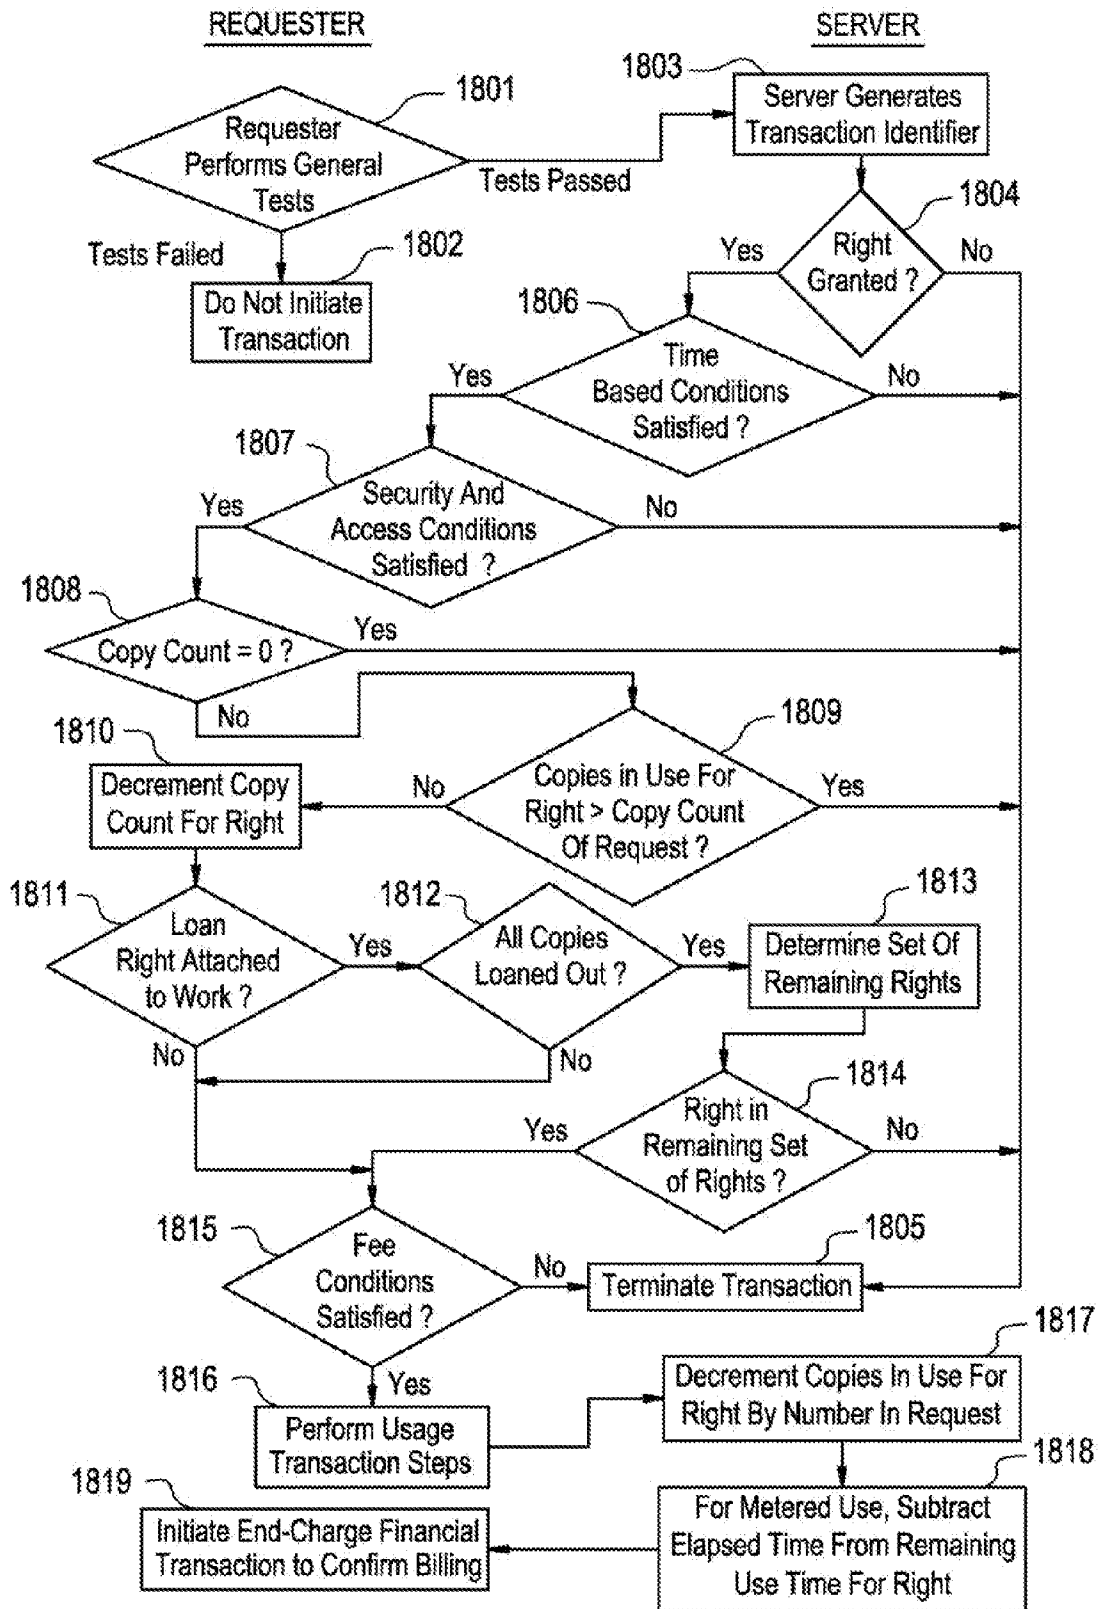 REQUESTER
SERVER
1801
Requester
Performs General
Tests
Tests Passed
Tests Failed
1802
Do Not Initiate
Transaction
1803
Server Generates
Transaction Identifier
1804
Right
Granted ?
Yes
No
1806
Time
Based Conditions
Satisfied ?
Yes
No
1807
Security And
Access Conditions
Satisfied ?
Yes
No
1808
Copy Count = 0 ?
Yes
No
1809
Copies in Use For
Right > Copy Count
Of Request ?
No
Yes
1810
Decrement Copy
Count For Right
1811
Loan
Right Attached
to Work ?
Yes
No
1812
All Copies
Loaned Out ?
Yes
No
1813
Determine Set Of
Remaining Rights
1814
Right in
Remaining Set
of Rights ?
Yes
No
1815
Fee
Conditions
Satisfied ?
No
Yes
1805
Terminate Transaction
1816
Perform Usage
Transaction Steps
1817
Decrement Copies In Use For
Right By Number In Request
1818
For Metered Use, Subtract
Elapsed Time From Remaining
Use Time For Right
1819
Initiate End-Charge Financial
Transaction to Confirm Billing